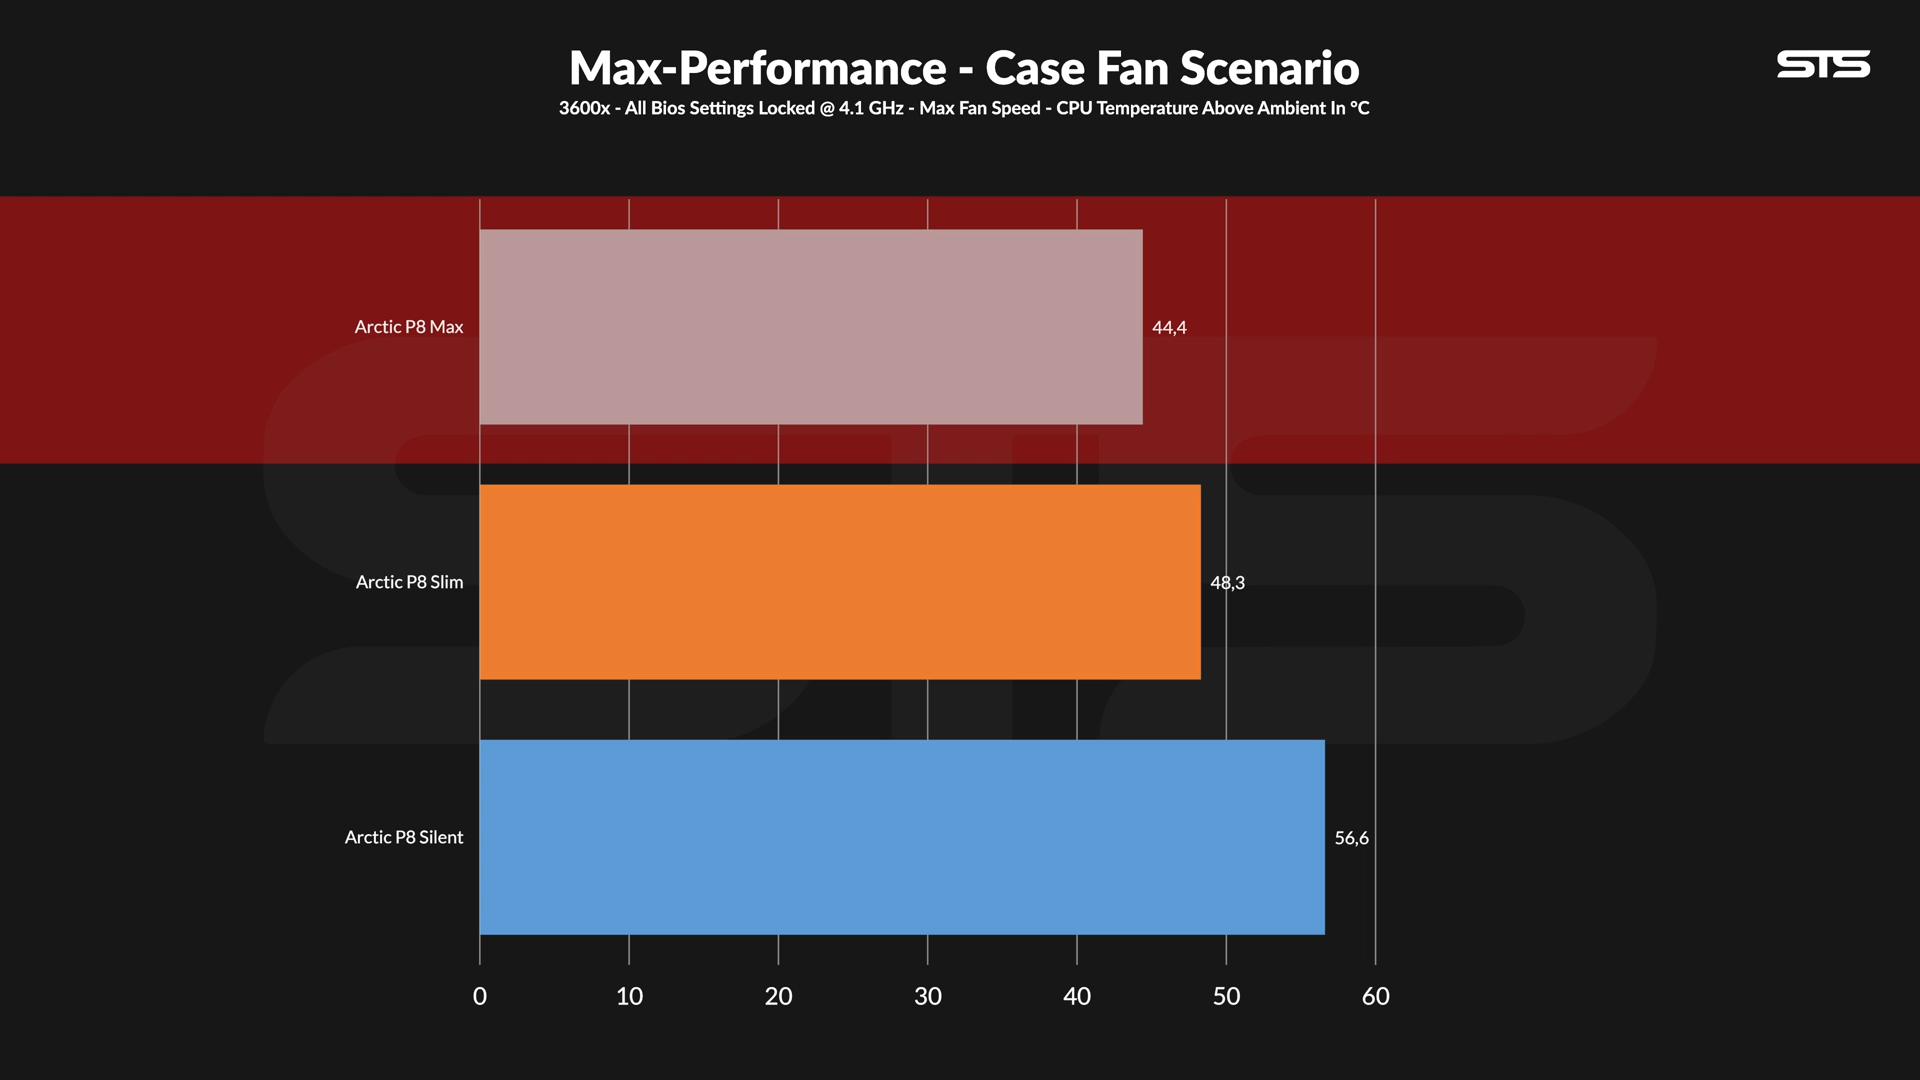 Max-Performance - Case Fan Scenario
STS
3600x - All Bios Settings Locked @ 4.1 GHz - Max Fan Speed - CPU Temperature Above Ambient In °C
Arctic P8 Max
44,4
Arctic P8 Slim
48,3
Arctic P8 Silent
56,6
0 10 20 30 40 50 60